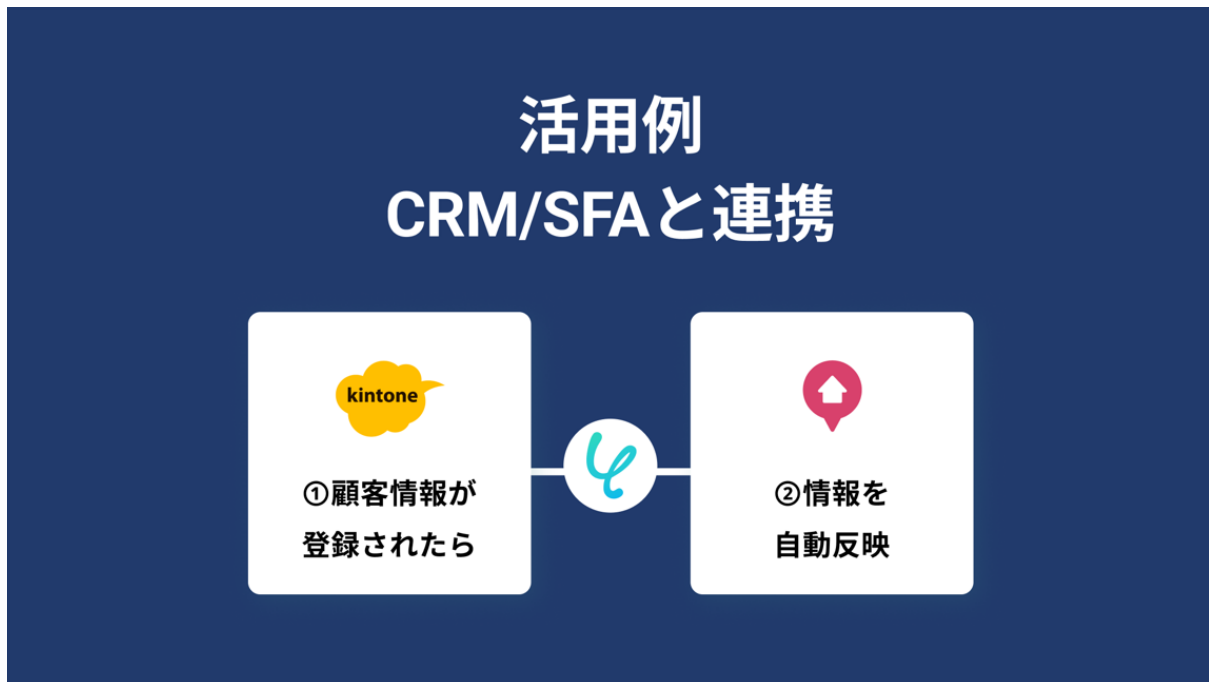 活用例
CRM/SFAと連携
kintone
①顧客情報が
登録されたら
②情報を
自動反映